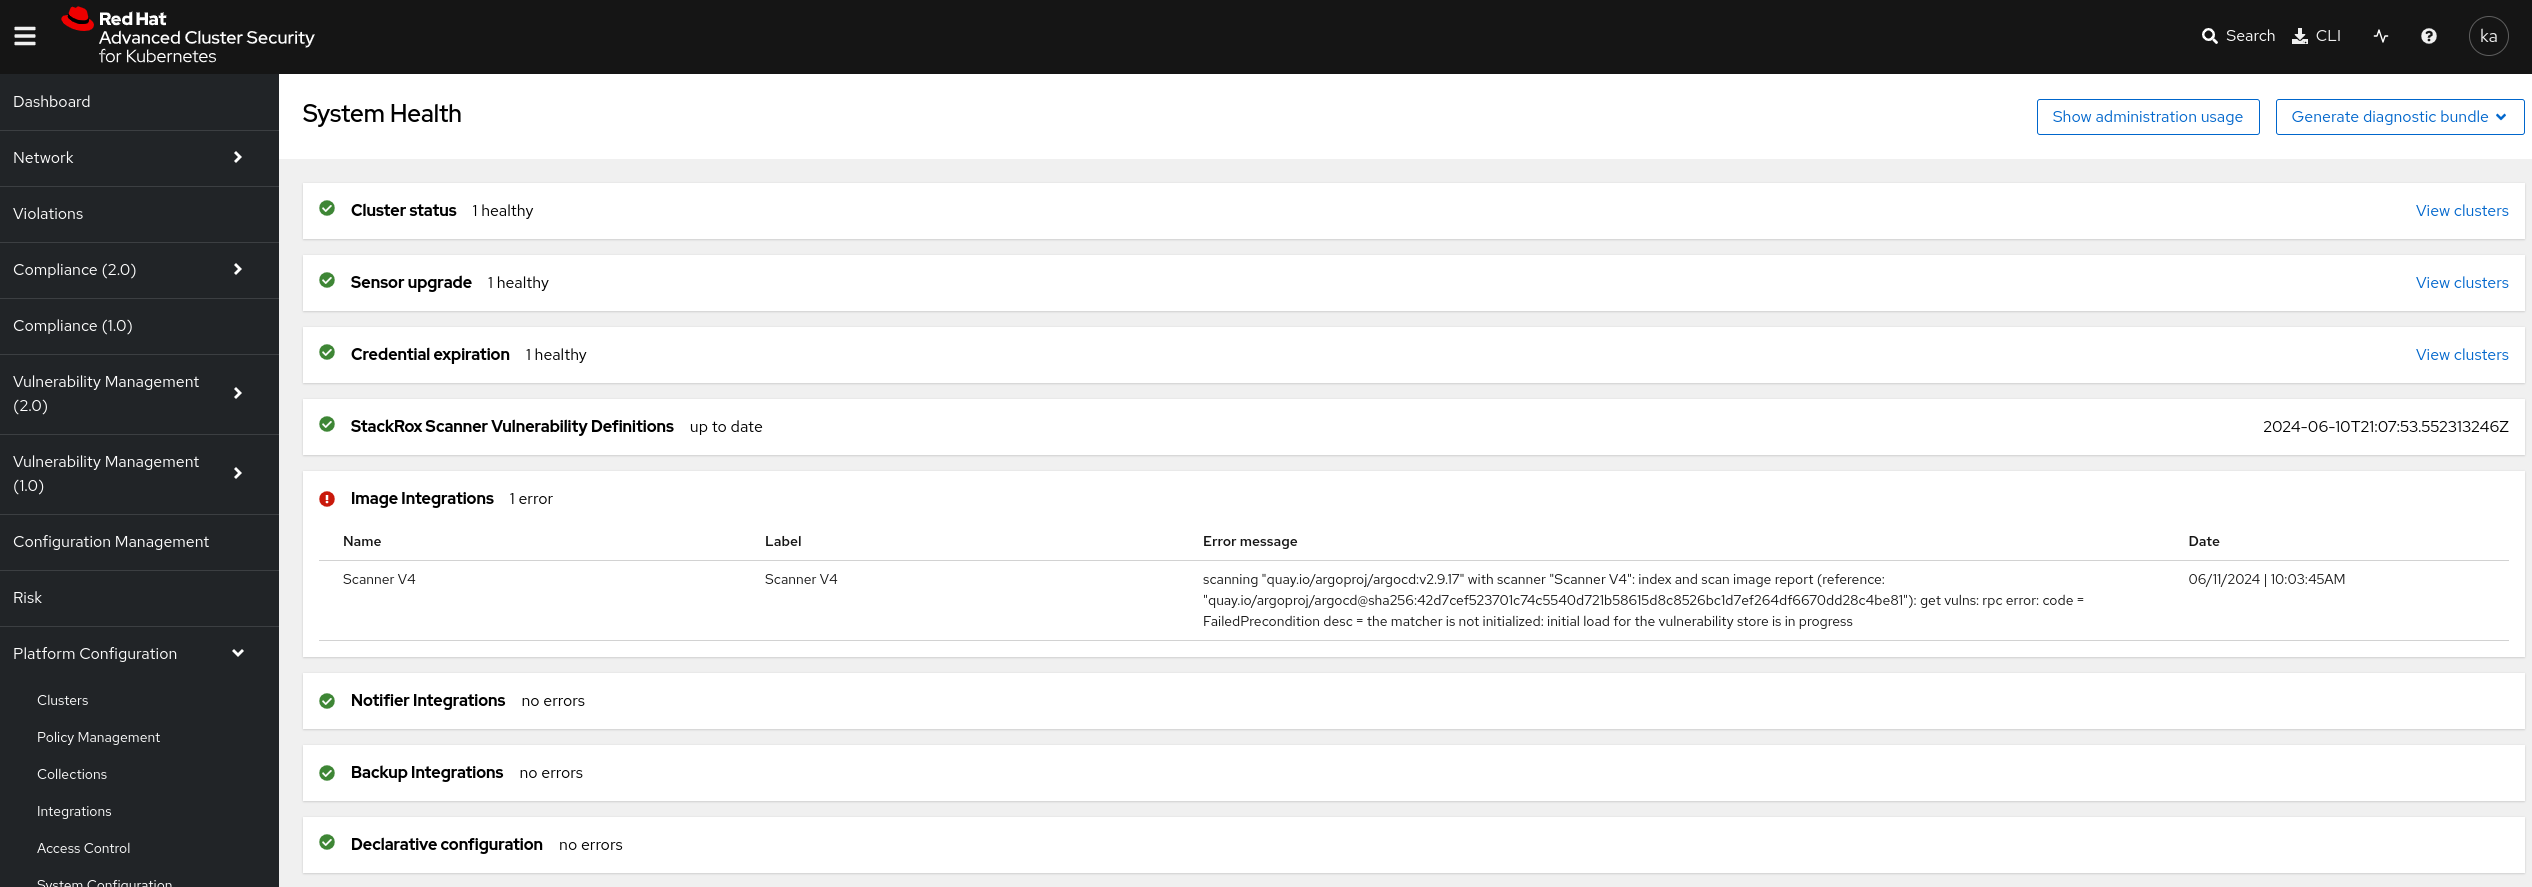 Red Hat
Advanced Cluster Security
for Kubernetes
Search
CLI
ka
Dashboard
Network
Violations
Compliance (2.0)
Compliance (1.0)
Vulnerability Management
(2.0)
Vulnerability Management
(1.0)
Configuration Management
Risk
Platform Configuration
Clusters
Policy Management
Collections
Integrations
Access Control
System Configuration
System Health
Show administration usage
Generate diagnostic bundle
Cluster status 1 healthy View clusters
Sensor upgrade 1 healthy View clusters
Credential expiration 1 healthy View clusters
StackRox Scanner Vulnerability Definitions up to date 2024-06-10T21:07:53.552313246Z
Image Integrations 1 error
Name Label Error message Date
Scanner V4 Scanner V4 scanning "quay.io/argoproj/argocd:v2.9.17" with scanner "Scanner V4": index and scan image report (reference: 06/11/2024 | 10:03:45AM
"quay.io/argoproj/argocd@sha256:42d7cef523701c74c5540d721b58615d8c8526bc1d7ef264df6670dd28c4be81"): get vulns: rpc error: code =
FailedPrecondition desc = the matcher is not initialized: initial load for the vulnerability store is in progress
Notifier Integrations no errors
Backup Integrations no errors
Declarative configuration no errors